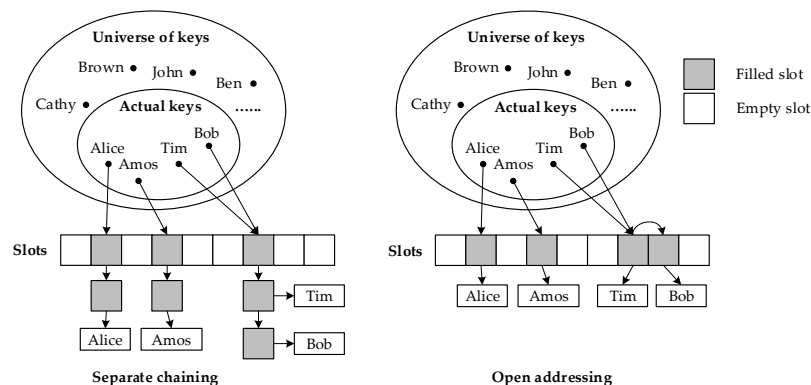 Universe of keys
Brown
John
Ben
Cathy
......
Actual keys
Bob
Alice
Tim
Amos
Slots
Tim
Alice
Amos
Bob
Separate chaining
Universe of keys
Brown
John
Ben
Cathy
......
Actual keys
Bob
Alice
Tim
Amos
Slots
Alice
Amos
Tim
Bob
Open addressing
Filled slot
Empty slot